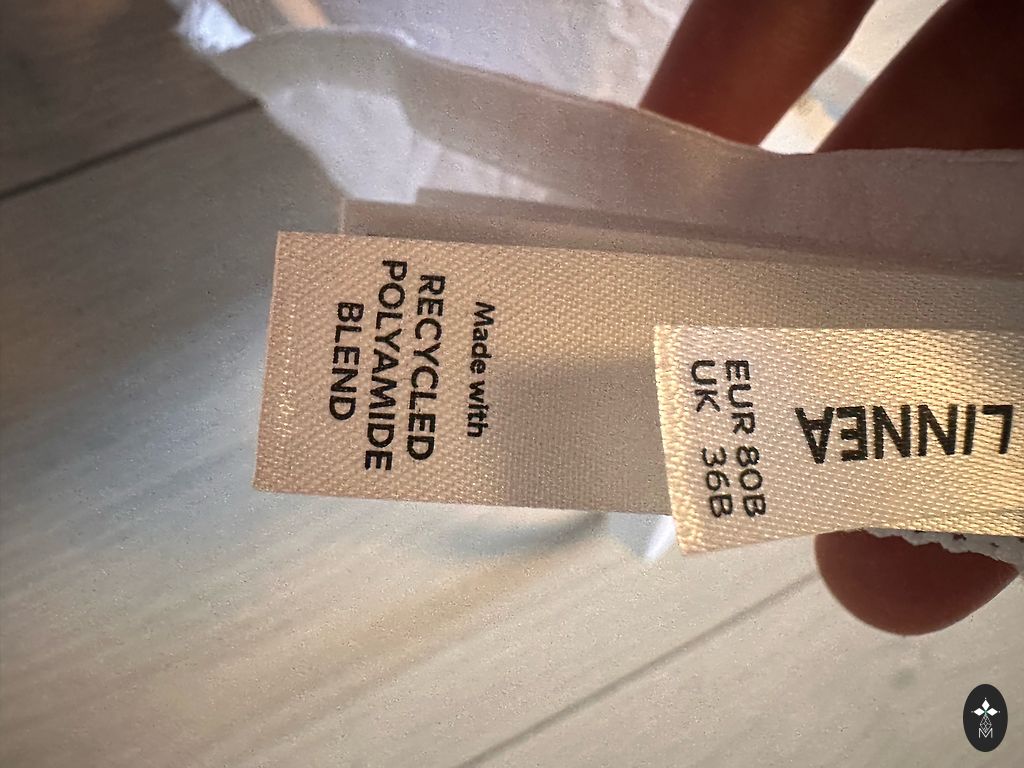 Made with
RECYCLED
POLYAMIDE
BLEND
LINNEA
EUR 80B
UK 36B
M